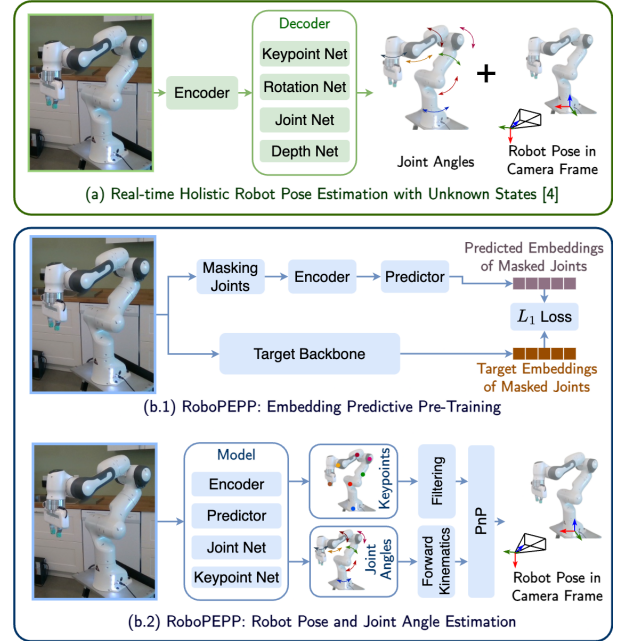 Decoder
Encoder
Keypoint Net
Rotation Net
Joint Net
Depth Net
+
Joint Angles
Robot Pose in
Camera Frame
(a) Real-time Holistic Robot Pose Estimation with Unknown States [4]
Masking
Joints
Encoder
Predictor
Predicted Embeddings
of Masked Joints
L1 Loss
Target Backbone
Target Embeddings
of Masked Joints
(b.1) RoboPEPP: Embedding Predictive Pre-Training
Model
Encoder
Predictor
Joint Net
Keypoint Net
Keypoints
Joint
Angles
Filtering
Forward
Kinematics
PnP
Robot Pose in
Camera Frame
(b.2) RoboPEPP: Robot Pose and Joint Angle Estimation